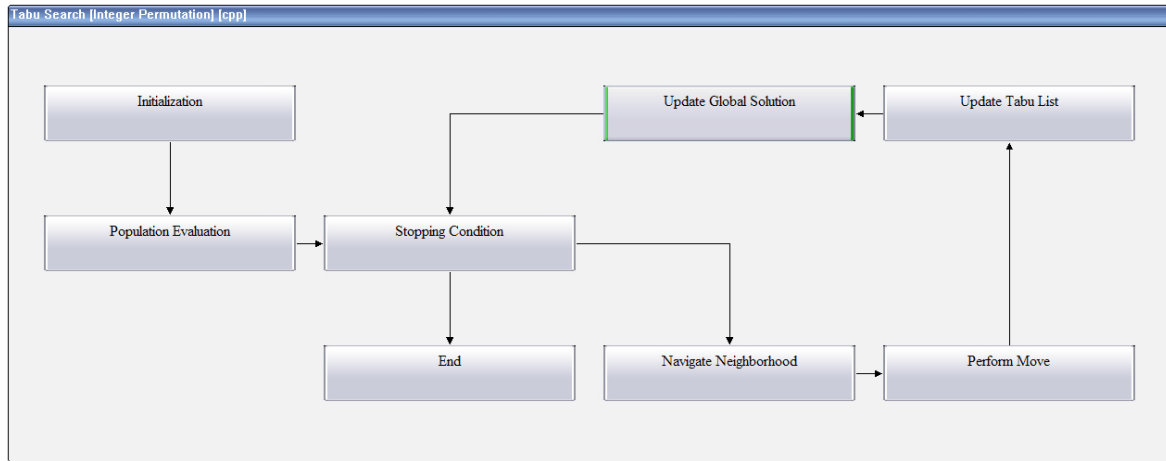 Tabu Search [Integer Permutation] [cpp]
Initialization
Update Global Solution
Update Tabu List
Population Evaluation
Stopping Condition
End
Navigate Neighborhood
Perform Move